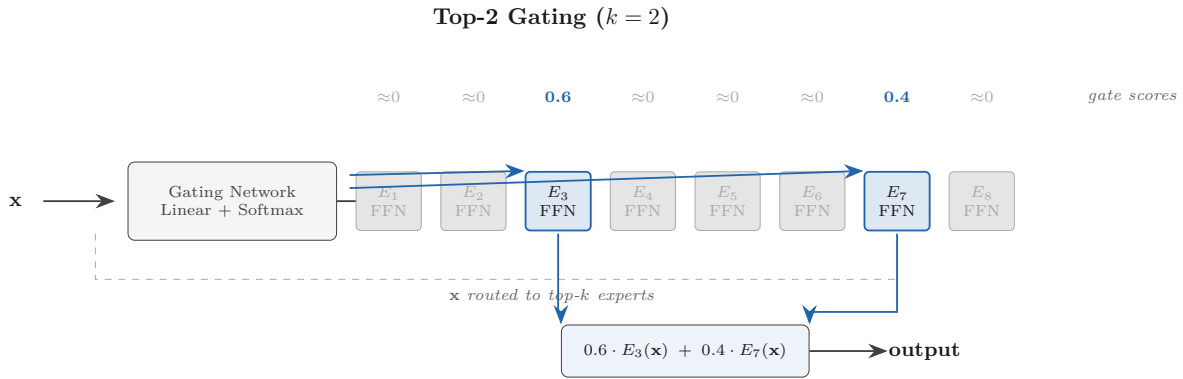 Top-2 Gating (k = 2)
≈0 ≈0 0.6 ≈0 ≈0 ≈0 0.4 ≈0 gate scores
x
Gating Network
Linear + Softmax
E₁
FFN
E₂
FFN
E₃
FFN
E₄
FFN
E₅
FFN
E₆
FFN
E₇
FFN
E₈
FFN
x routed to top-k experts
0.6 · E₃(x) + 0.4 · E₇(x)
output